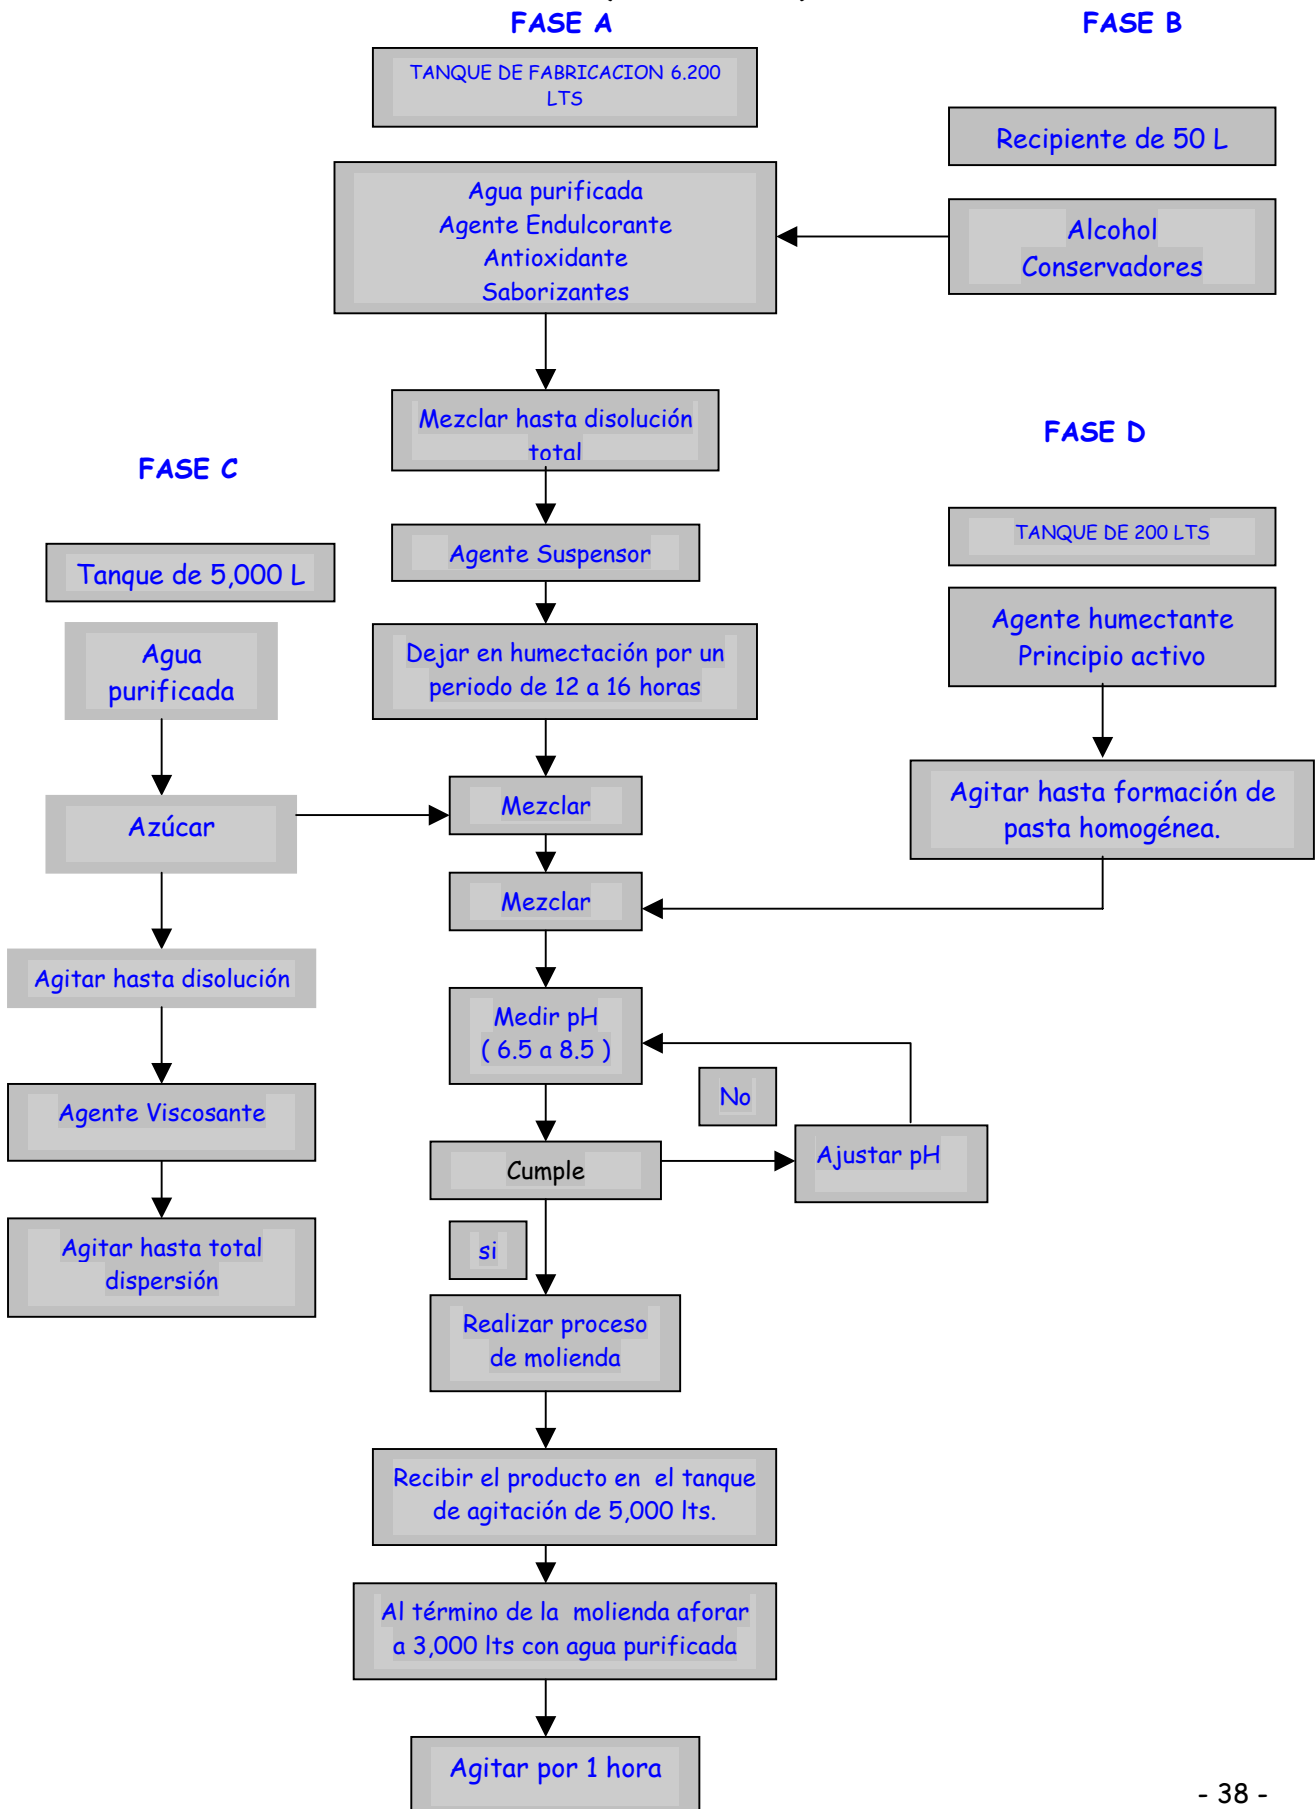 FASE A
FASE B
TANQUE DE FABRICACION 6.200
LTS
Recipiente de 50 L
Agua purificada
Agente Endulcorante
Antioxidante
Saborizantes
Alcohol
Conservadores
Mezclar hasta disolución
total
FASE D
FASE C
Agente Suspensor
TANQUE DE 200 LTS
Tanque de 5,000 L
Agua
purificada
Dejar en humectación por un
periodo de 12 a 16 horas
Agente humectante
Principio activo
Azúcar
Mezclar
Agitar hasta formación de
pasta homogénea.
Mezclar
Agitar hasta disolución
Medir pH
( 6.5 a 8.5 )
No
Agente Viscosante
Cumple
Ajustar pH
Agitar hasta total
dispersión
si
Realizar proceso
de molienda
Recibir el producto en el tanque
de agitación de 5,000 lts.
Al término de la molienda aforar
a 3,000 lts con agua purificada
Agitar por 1 hora
- 38 -